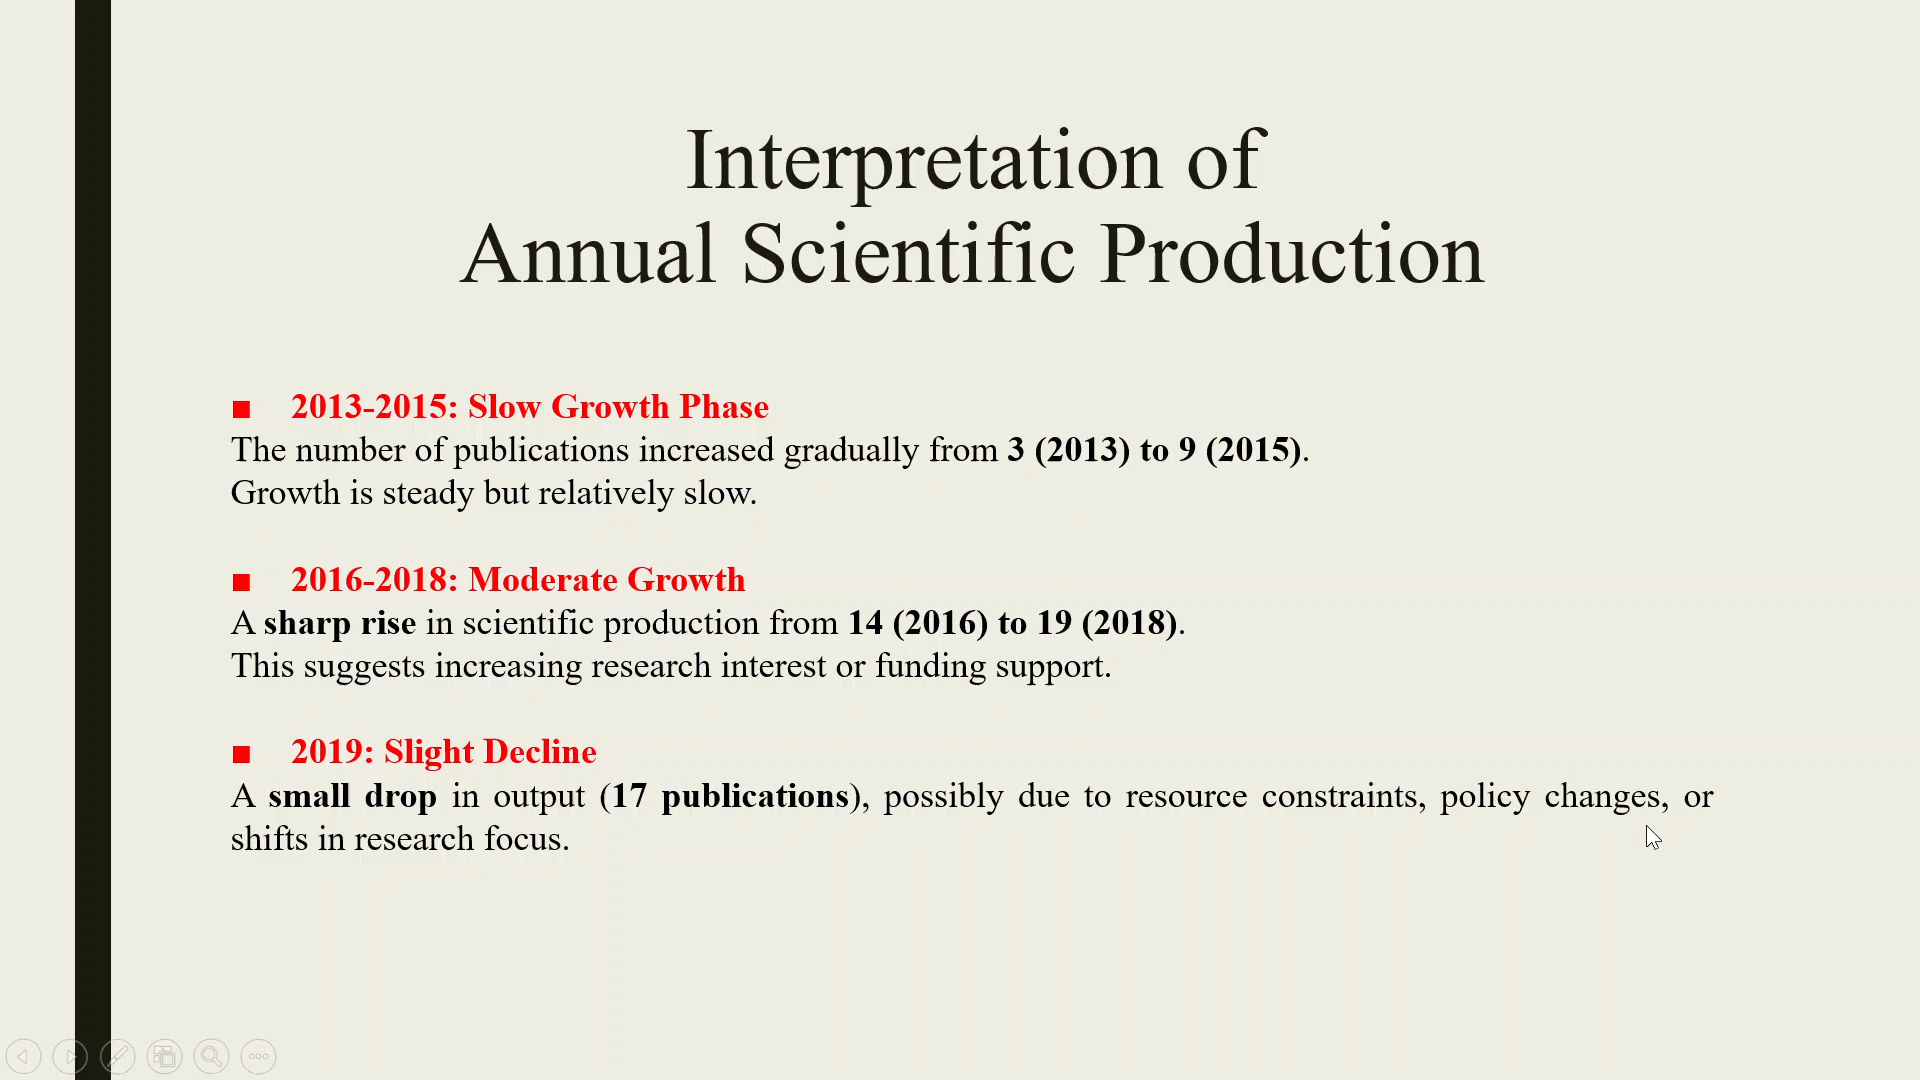 Interpretation of
Annual Scientific Production
■ 2013-2015: Slow Growth Phase
The number of publications increased gradually from 3 (2013) to 9 (2015).
Growth is steady but relatively slow.
■ 2016-2018: Moderate Growth
A sharp rise in scientific production from 14 (2016) to 19 (2018).
This suggests increasing research interest or funding support.
■ 2019: Slight Decline
A small drop in output (17 publications), possibly due to resource constraints, policy changes, or
shifts in research focus.